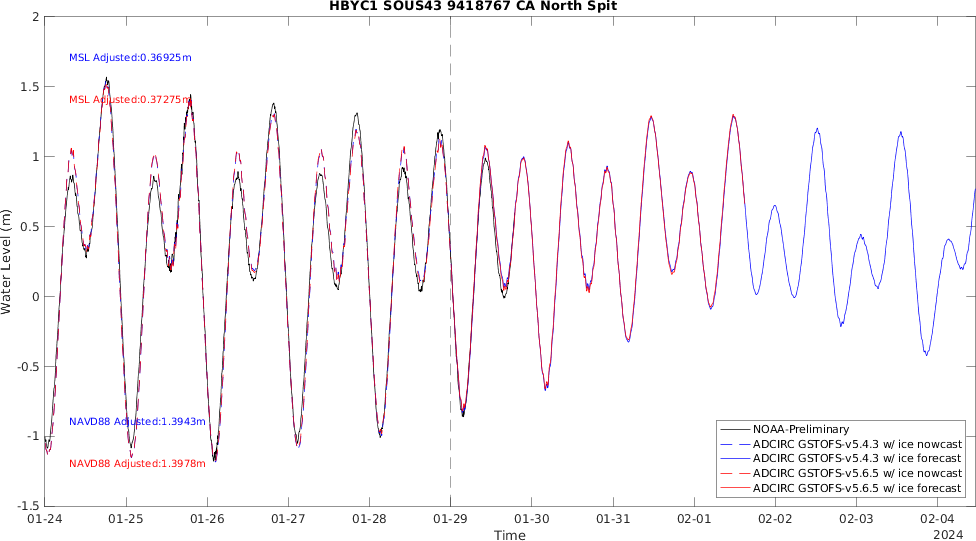 HBYC1 SOUS43 9418767 CA North Spit
Water Level (m)
2
1.5
1
0.5
0
-0.5
-1
-1.5
MSL Adjusted:0.36925m
MSL Adjusted:0.37275m
NAVD88 Adjusted:1.3943m
NAVD88 Adjusted:1.3978m
NOAA-Preliminary
ADCIRC GSTOFS-v5.4.3 w/ ice nowcast
ADCIRC GSTOFS-v5.4.3 w/ ice forecast
ADCIRC GSTOFS-v5.6.5 w/ ice nowcast
ADCIRC GSTOFS-v5.6.5 w/ ice forecast
01-24 01-25 01-26 01-27 01-28 01-29 01-30 01-31 02-01 02-02 02-03 02-04
Time
2024